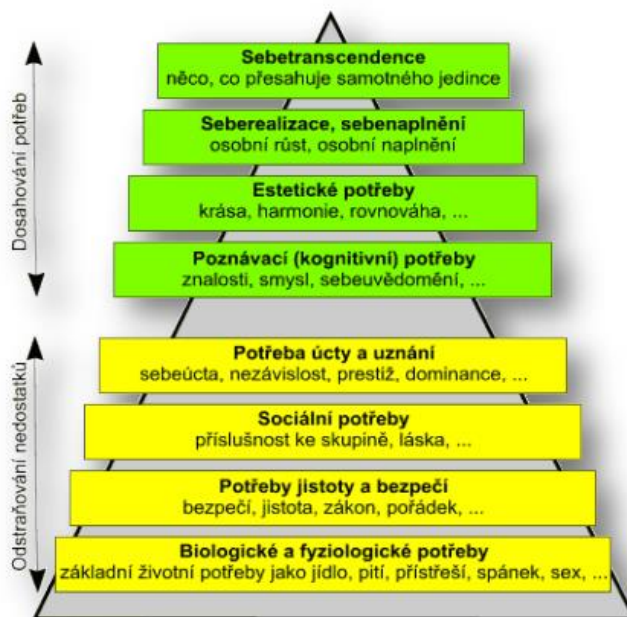 Dosahování potřeb
Sebetranscendence
něco, co přesahuje samotného jedince
Seberealizace, sebenaplnění
osobní růst, osobní naplnění
Estetické potřeby
krása, harmonie, rovnováha, ...
Poznávací (kognitivní) potřeby
znalosti, smysl, sebeuvědomění, ...
Odstraňování nedostatků
Potřeba úcty a uznání
sebeúcta, nezávislost, prestiž, dominance, ...
Sociální potřeby
příslušnost ke skupině, láska, ...
Potřeby jistoty a bezpečí
bezpečí, jistota, zákon, pořádek, ...
Biologické a fyziologické potřeby
základní životní potřeby jako jídlo, pití, přístřeší, spánek, sex, ...